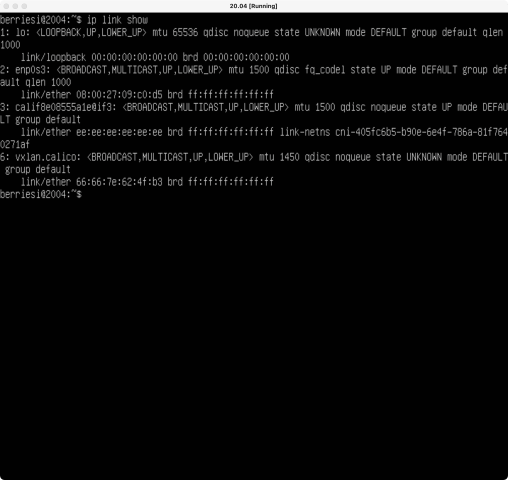 20.04 [Running]
berriesi@2004:~$ ip link show
1: lo: <LOOPBACK,UP,LOWER_UP> mtu 65536 qdisc noqueue state UNKNOWN mode DEFAULT group default qlen
1000
link/loopback 00:00:00:00:00:00 brd 00:00:00:00:00:00
2: enp0s3: <BROADCAST,MULTICAST,UP,LOWER_UP> mtu 1500 qdisc fq_codel state UP mode DEFAULT group def
ault qlen 1000
link/ether 08:00:27:09:c0:d5 brd ff:ff:ff:ff:ff:ff
3: calif8e08555a1e@if3: <BROADCAST,MULTICAST,UP,LOWER_UP> mtu 1500 qdisc noqueue state UP mode DEFAU
LT group default
link/ether ee:ee:ee:ee:ee:ee brd ff:ff:ff:ff:ff:ff link-netns cni-405fc6b5-b90e-6e4f-786a-81f764
0271af
6: vxlan.calico: <BROADCAST,MULTICAST,UP,LOWER_UP> mtu 1450 qdisc noqueue state UNKNOWN mode DEFAULT
group default
link/ether 66:66:7e:62:4f:b3 brd ff:ff:ff:ff:ff:ff
berriesi@2004:~$